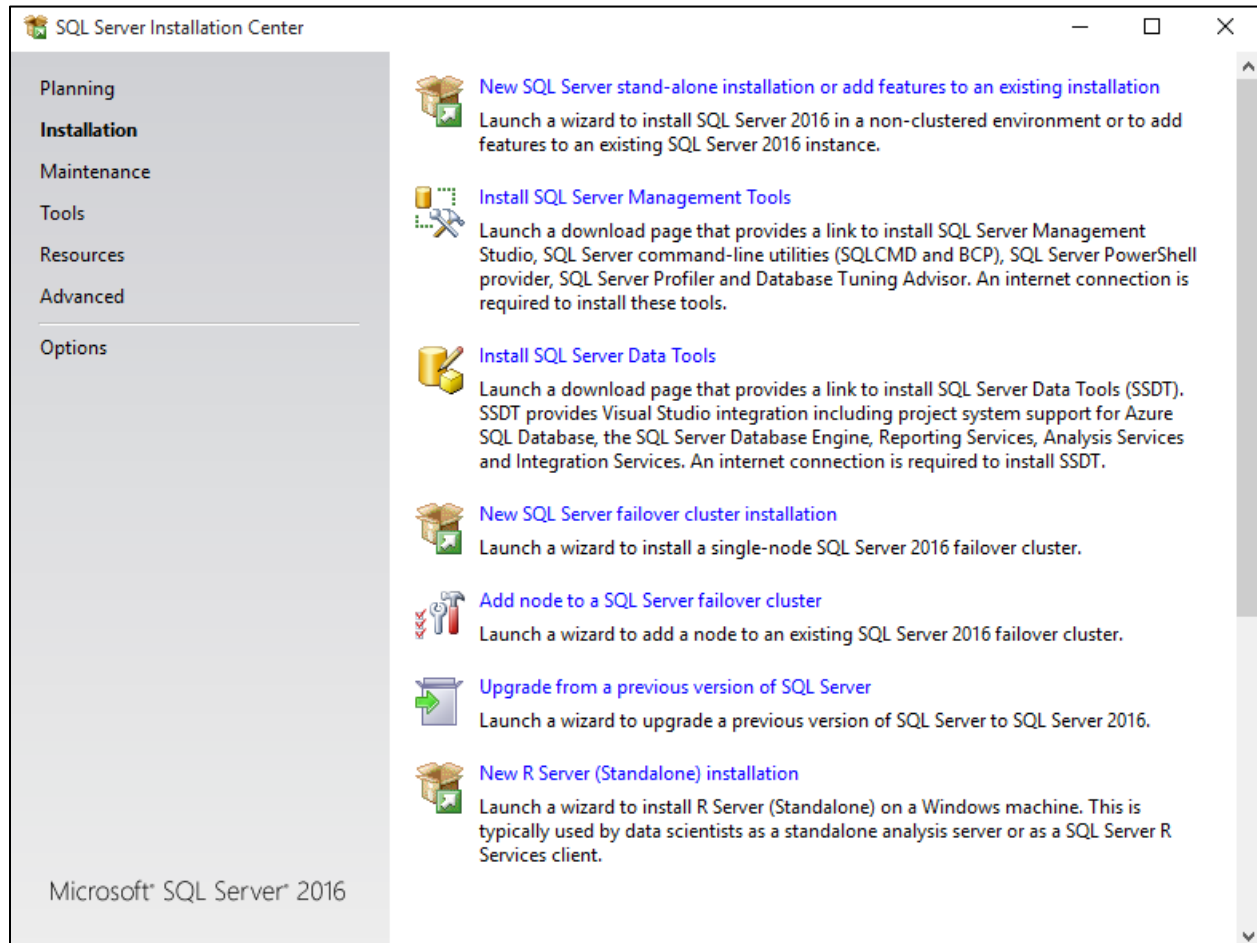 SQL Server Installation Center
Planning
Installation
Maintenance
Tools
Resources
Advanced
Options
Microsoft® SQL Server® 2016
New SQL Server stand-alone installation or add features to an existing installation
Launch a wizard to install SQL Server 2016 in a non-clustered environment or to add
features to an existing SQL Server 2016 instance.
Install SQL Server Management Tools
Launch a download page that provides a link to install SQL Server Management
Studio, SQL Server command-line utilities (SQLCMD and BCP), SQL Server PowerShell
provider, SQL Server Profiler and Database Tuning Advisor. An internet connection is
required to install these tools.
Install SQL Server Data Tools
Launch a download page that provides a link to install SQL Server Data Tools (SSDT).
SSDT provides Visual Studio integration including project system support for Azure
SQL Database, the SQL Server Database Engine, Reporting Services, Analysis Services
and Integration Services. An internet connection is required to install SSDT.
New SQL Server failover cluster installation
Launch a wizard to install a single-node SQL Server 2016 failover cluster.
Add node to a SQL Server failover cluster
Launch a wizard to add a node to an existing SQL Server 2016 failover cluster.
Upgrade from a previous version of SQL Server
Launch a wizard to upgrade a previous version of SQL Server to SQL Server 2016.
New R Server (Standalone) installation
Launch a wizard to install R Server (Standalone) on a Windows machine. This is
typically used by data scientists as a standalone analysis server or as a SQL Server R
Services client.